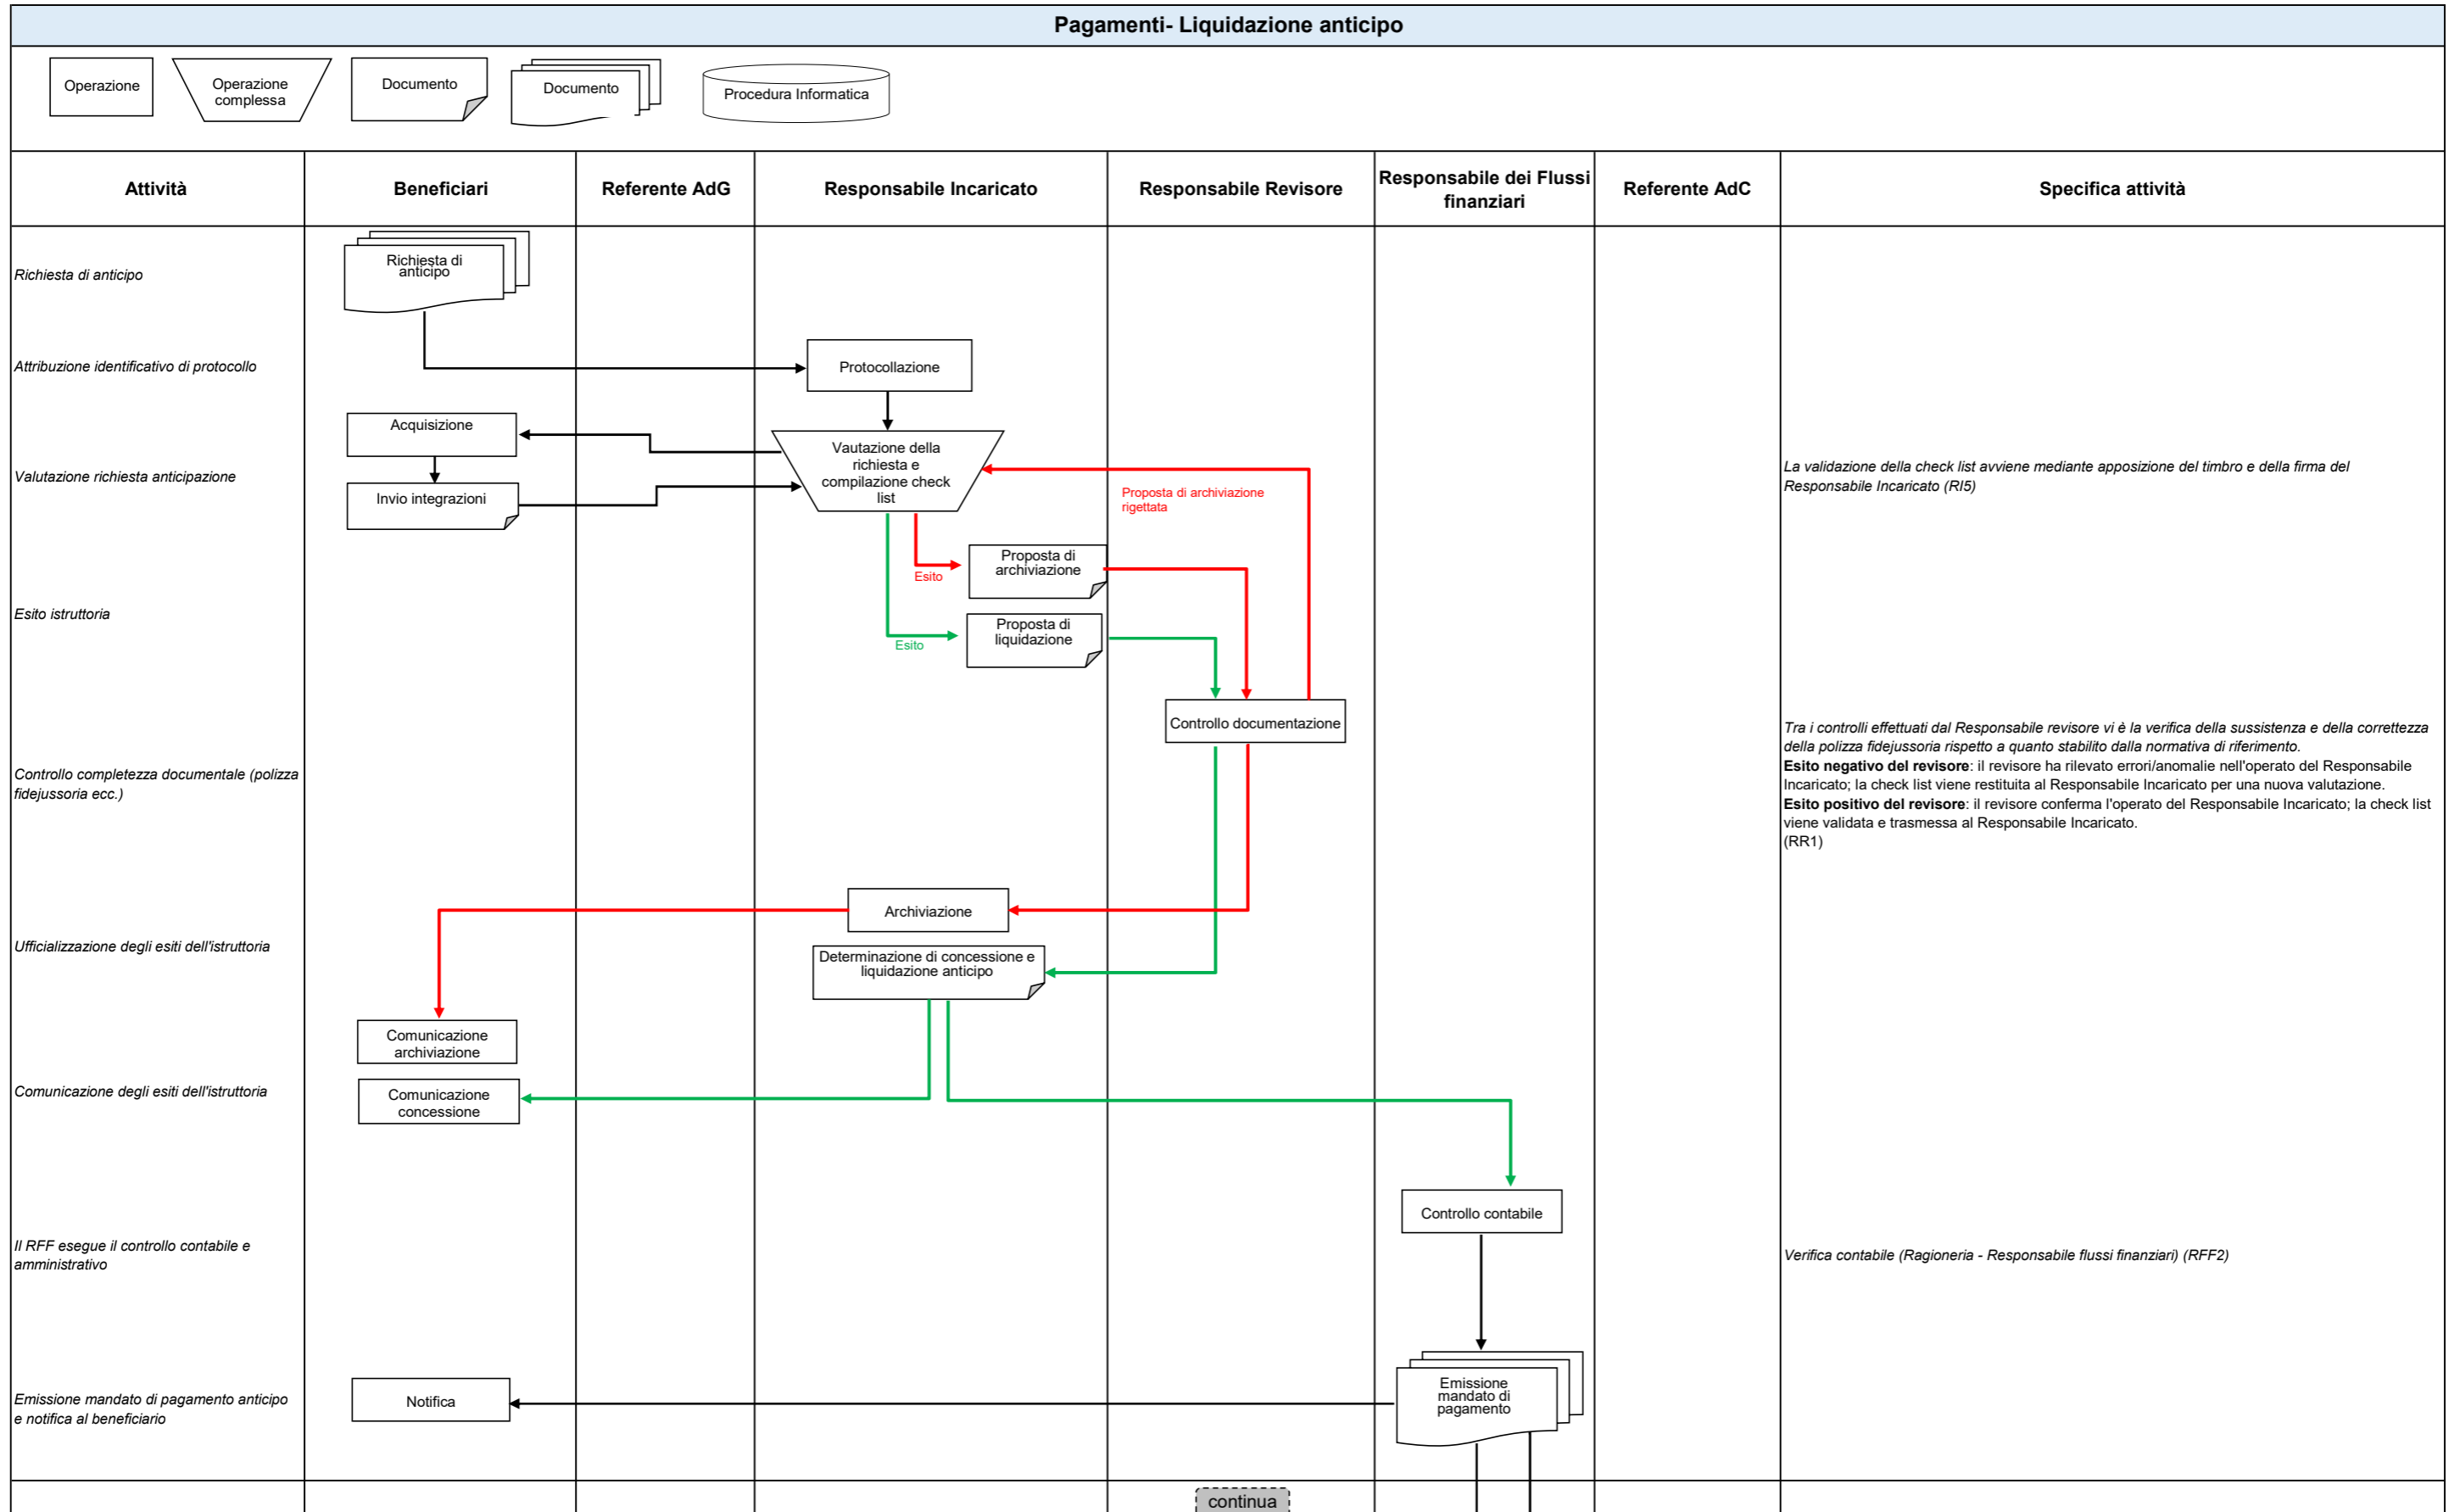 Pagamenti- Liquidazione anticipo
Operazione
Operazione
complessa
Documento
Documento
Procedura Informatica
Attività
Beneficiari
Referente AdG
Responsabile Incaricato
Responsabile Revisore
Responsabile dei Flussi
finanziari
Referente AdC
Specifica attività
Richiesta di anticipo
Richiesta di
anticipo
Attribuzione identificativo di protocollo
Protocollazione
Valutazione richiesta anticipazione
Acquisizione
Invio integrazioni
Vautazione della
richiesta e
compilazione check
list
Proposta di archiviazione
rigettata
La validazione della check list avviene mediante apposizione del timbro e della firma del
Responsabile Incaricato (RI5)
Esito istruttoria
Esito
Proposta di
archiviazione
Esito
Proposta di
liquidazione
Controllo completezza documentale (polizza
fidejussoria ecc.)
Controllo documentazione
Tra i controlli effettuati dal Responsabile revisore vi è la verifica della sussistenza e della correttezza
della polizza fidejussoria rispetto a quanto stabilito dalla normativa di riferimento.
Esito negativo del revisore: il revisore ha rilevato errori/anomalie nell'operato del Responsabile
Incaricato; la check list viene restituita al Responsabile Incaricato per una nuova valutazione.
Esito positivo del revisore: il revisore conferma l'operato del Responsabile Incaricato; la check list
viene validata e trasmessa al Responsabile Incaricato.
(RR1)
Ufficializzazione degli esiti dell'istruttoria
Archiviazione
Determinazione di concessione e
liquidazione anticipo
Comunicazione degli esiti dell'istruttoria
Comunicazione
archiviazione
Comunicazione
concessione
Il RFF esegue il controllo contabile e
amministrativo
Controllo contabile
Verifica contabile (Ragioneria - Responsabile flussi finanziari) (RFF2)
Emissione mandato di pagamento anticipo
e notifica al beneficiario
Notifica
Emissione
mandato di
pagamento
continua